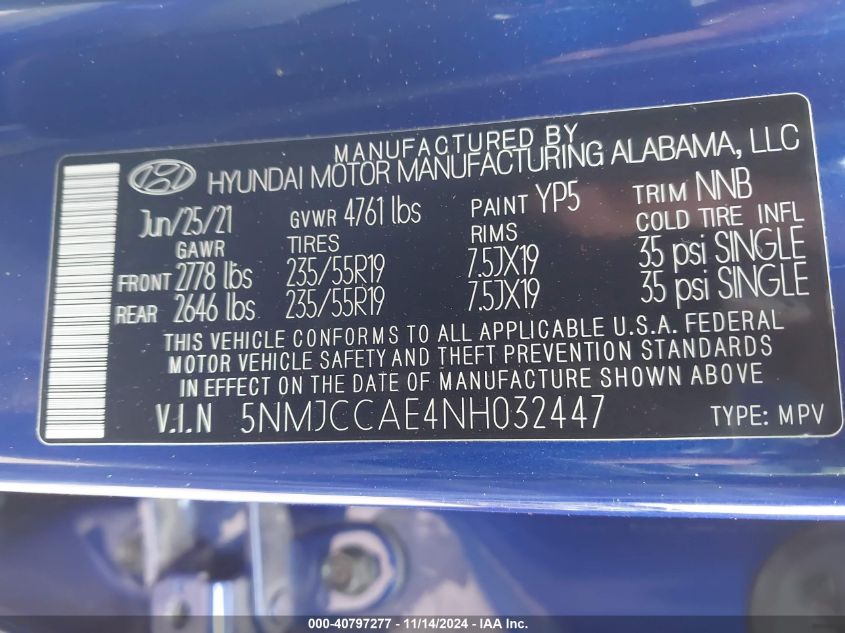 MANUFACTURED BY
HYUNDAI MOTOR MANUFACTURING ALABAMA, LLC
Jun/25/21 GVWR 4761 lbs PAINT YP5 TRIM NNB
GAWR TIRES RIMS COLD TIRE INFL
FRONT 2778 lbs 235/55R19 7.5JX19 35 psi SINGLE
REAR 2646 lbs 235/55R19 7.5JX19 35 psi SINGLE
THIS VEHICLE CONFORMS TO ALL APPLICABLE U.S.A. FEDERAL
MOTOR VEHICLE SAFETY AND THEFT PREVENTION STANDARDS
IN EFFECT ON THE DATE OF MANUFACTURE SHOWN ABOVE
V.I.N 5NMJCCAE4NH032447 TYPE: MPV
000-40797277 - 11/14/2024 - IAA Inc.